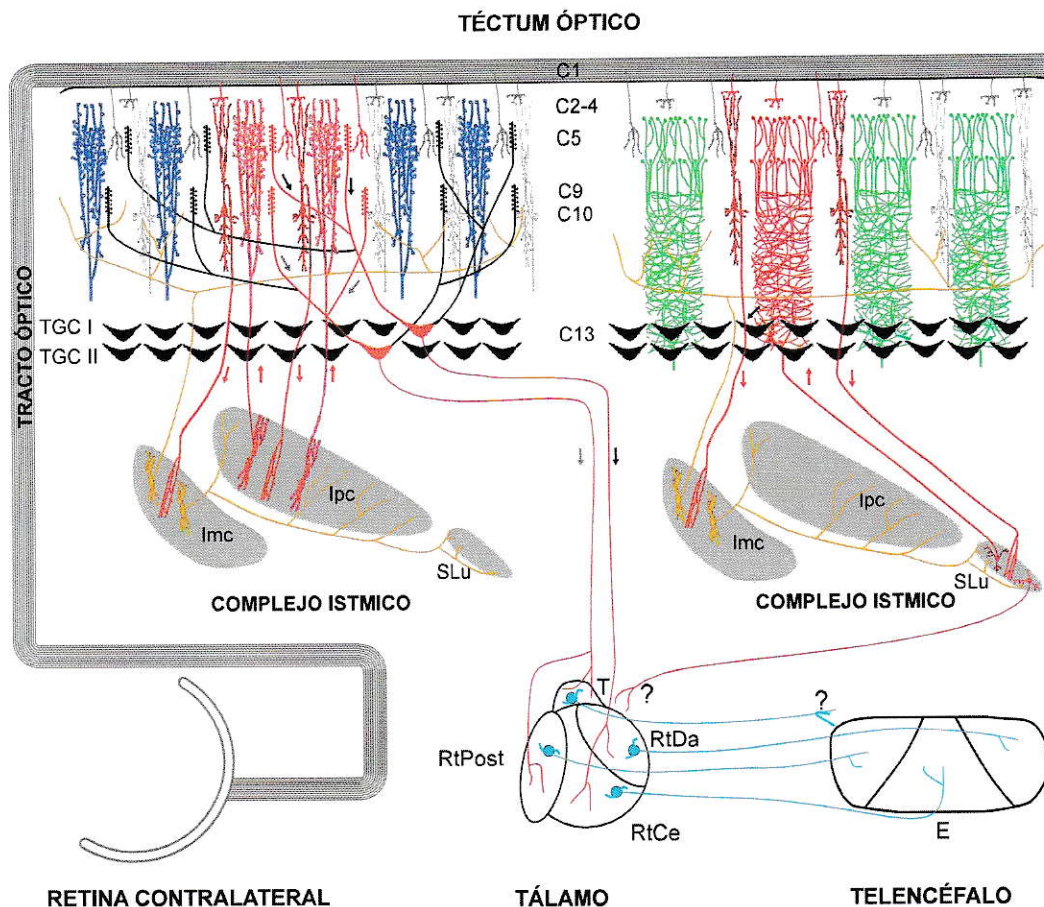 TÉCTUM ÓPTICO
C1
C2-4
C5
C9
C10
TGC I
C13
TGC II
TRACTO ÓPTICO
Ipc
Ipc
Imc
Imc
SLu
SLu
COMPLEJO ISTMICO
COMPLEJO ISTMICO
T
?
?
RtDa
RtPost
RtCe
E
RETINA CONTRALATERAL
TÁLAMO
TELENCÉFALO